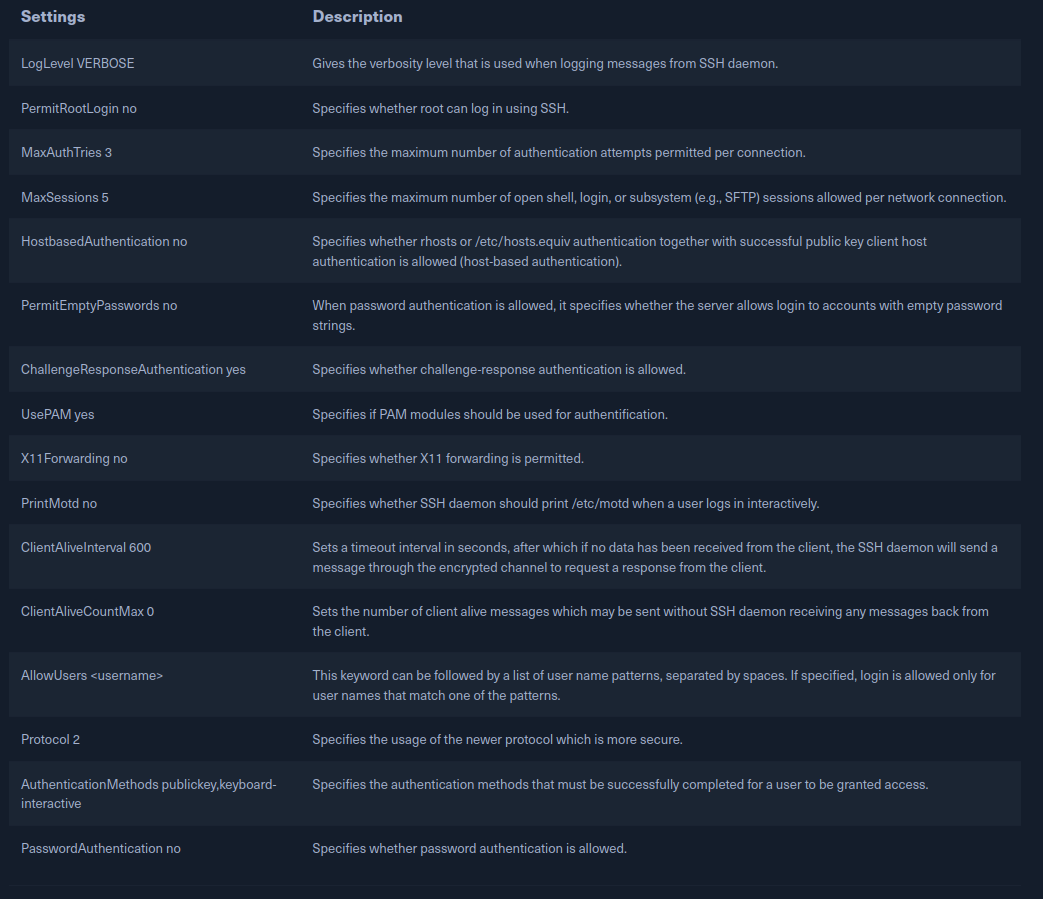 Settings Description
LogLevel VERBOSE Gives the verbosity level that is used when logging messages from SSH daemon.
PermitRootLogin no Specifies whether root can log in using SSH.
MaxAuthTries 3 Specifies the maximum number of authentication attempts permitted per connection.
MaxSessions 5 Specifies the maximum number of open shell, login, or subsystem (e.g., SFTP) sessions allowed per network connection.
HostbasedAuthentication no Specifies whether rhosts or /etc/hosts.equiv authentication together with successful public key client host
authentication is allowed (host-based authentication).
PermitEmptyPasswords no When password authentication is allowed, it specifies whether the server allows login to accounts with empty password
strings.
ChallengeResponseAuthentication yes Specifies whether challenge-response authentication is allowed.
UsePAM yes Specifies if PAM modules should be used for authentification.
X11Forwarding no Specifies whether X11 forwarding is permitted.
PrintMotd no Specifies whether SSH daemon should print /etc/motd when a user logs in interactively.
ClientAliveInterval 600 Sets a timeout interval in seconds, after which if no data has been received from the client, the SSH daemon will send a
message through the encrypted channel to request a response from the client.
ClientAliveCountMax 0 Sets the number of client alive messages which may be sent without SSH daemon receiving any messages back from
the client.
AllowUsers <username> This keyword can be followed by a list of user name patterns, separated by spaces. If specified, login is allowed only for
user names that match one of the patterns.
Protocol 2 Specifies the usage of the newer protocol which is more secure.
AuthenticationMethods publickey,keyboard- Specifies the authentication methods that must be successfully completed for a user to be granted access.
interactive
PasswordAuthentication no Specifies whether password authentication is allowed.